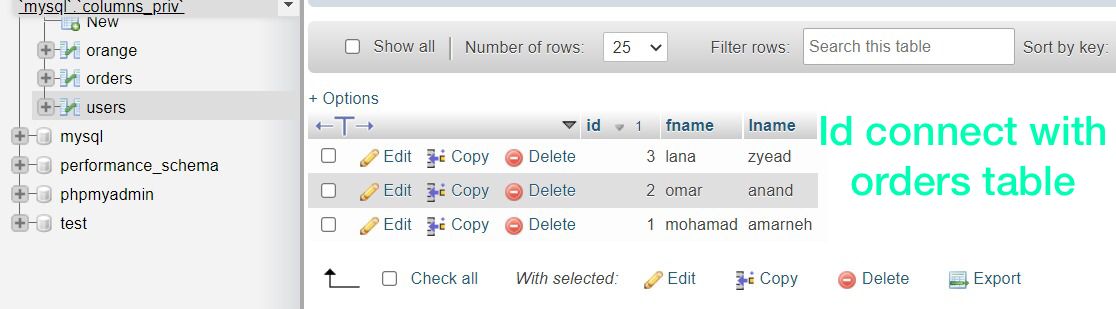 `mysql`.`columns_priv`
New
orange
orders
users
mysql
performance_schema
phpmyadmin
test
Show all Number of rows: 25 Filter rows: Search this table Sort by key:
+ Options
id 1 fname lname
Edit Copy Delete 3 lana zyead
Edit Copy Delete 2 omar anand
Edit Copy Delete 1 mohamad amarneh
Check all With selected: Edit Copy Delete Export
Id connect with
orders table